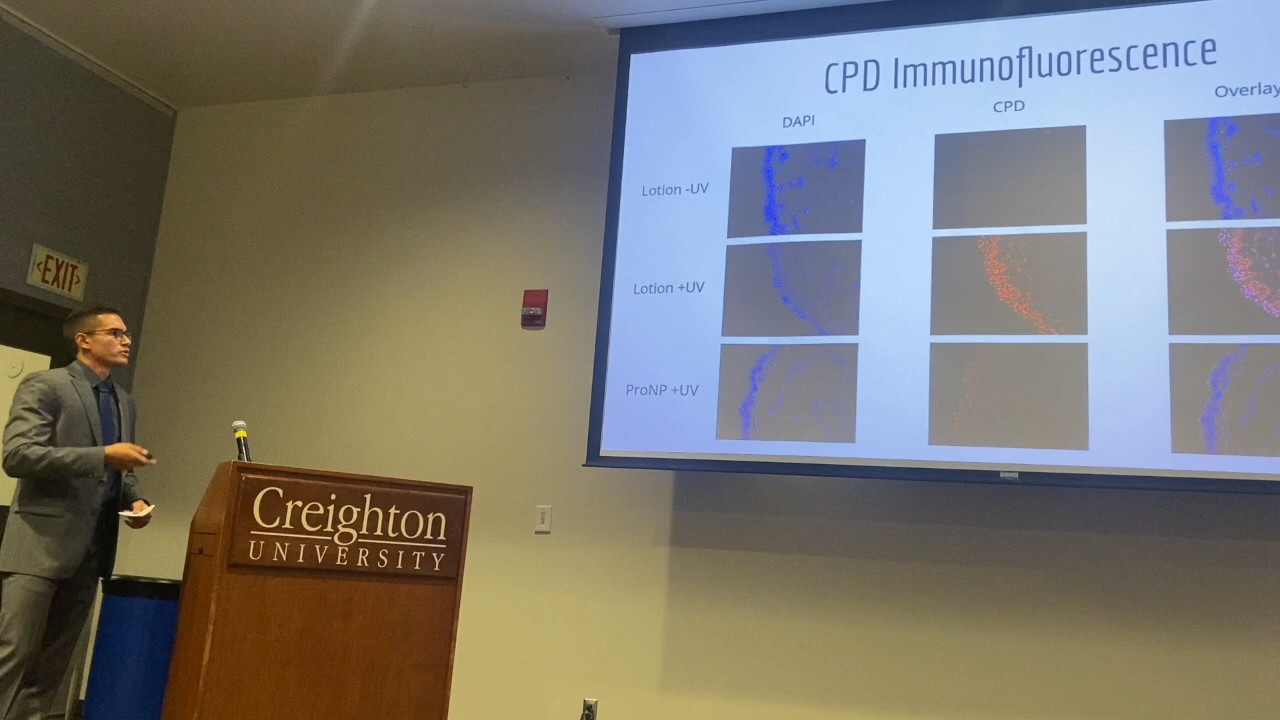 CPD Immunofluorescence
DAPI
CPD
Overlay
Lotion -UV
Lotion +UV
ProNP +UV
<EXIT>
Creighton
UNIVERSITY